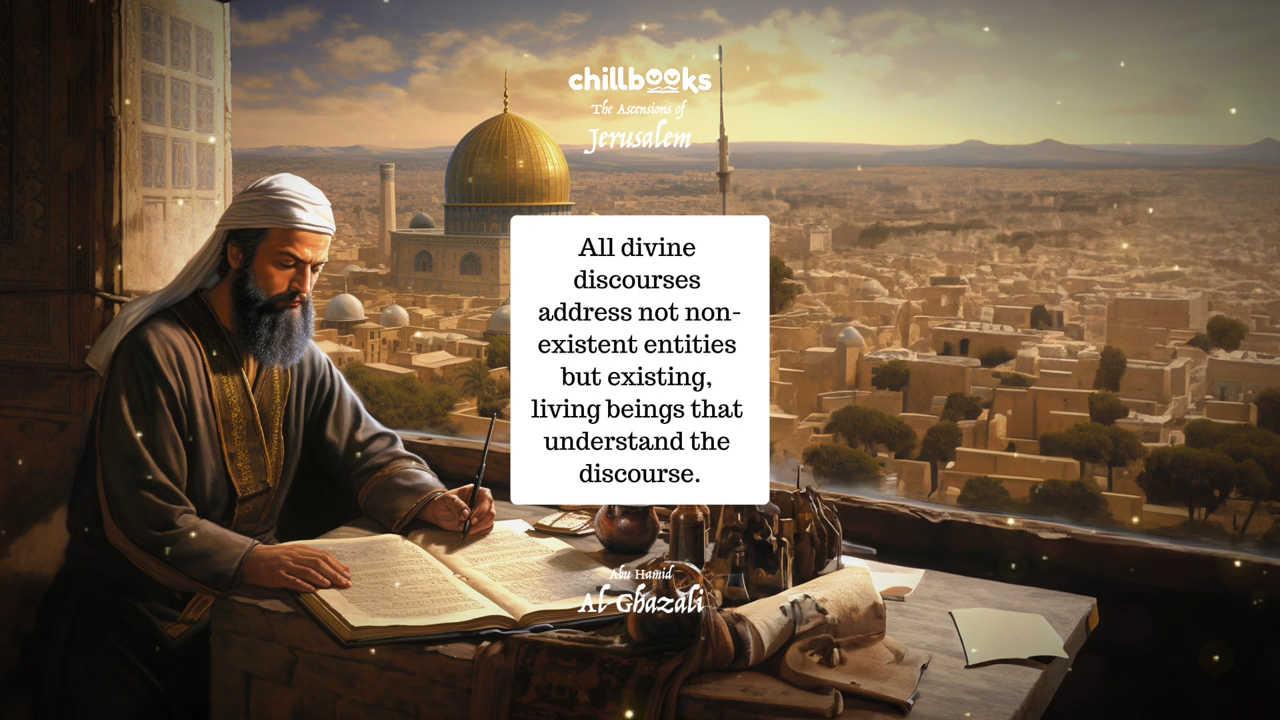 chillbooks
The Ascensions of
Jerusalem
All divine
discourses
address not non-
existent entities
but existing,
living beings that
understand the
discourse.
Abu Hamid
Al-Ghazali